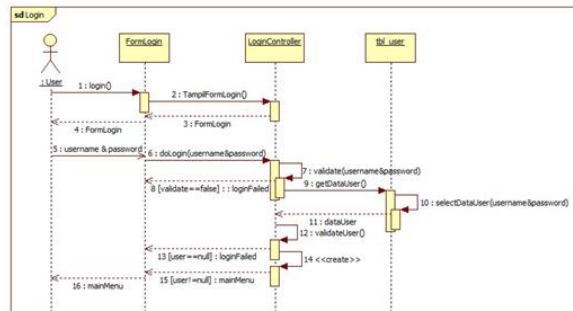 sd Login
FormLogin
LoginController
tbl_user
: User
1 : login()
2 : TampilFormLogin()
3 : FormLogin
4 : FormLogin
5 : username & password
6 : doLogin(username&password)
7 : validate(username&password)
8 [validate==false] : : loginFailed
9 : getDataUser()
10 : selectDataUser(username&password)
11 : dataUser
12 : validateUser()
13 [user==null] : loginFailed
14 <<create>>
15 [user!=null] : mainMenu
16 : mainMenu